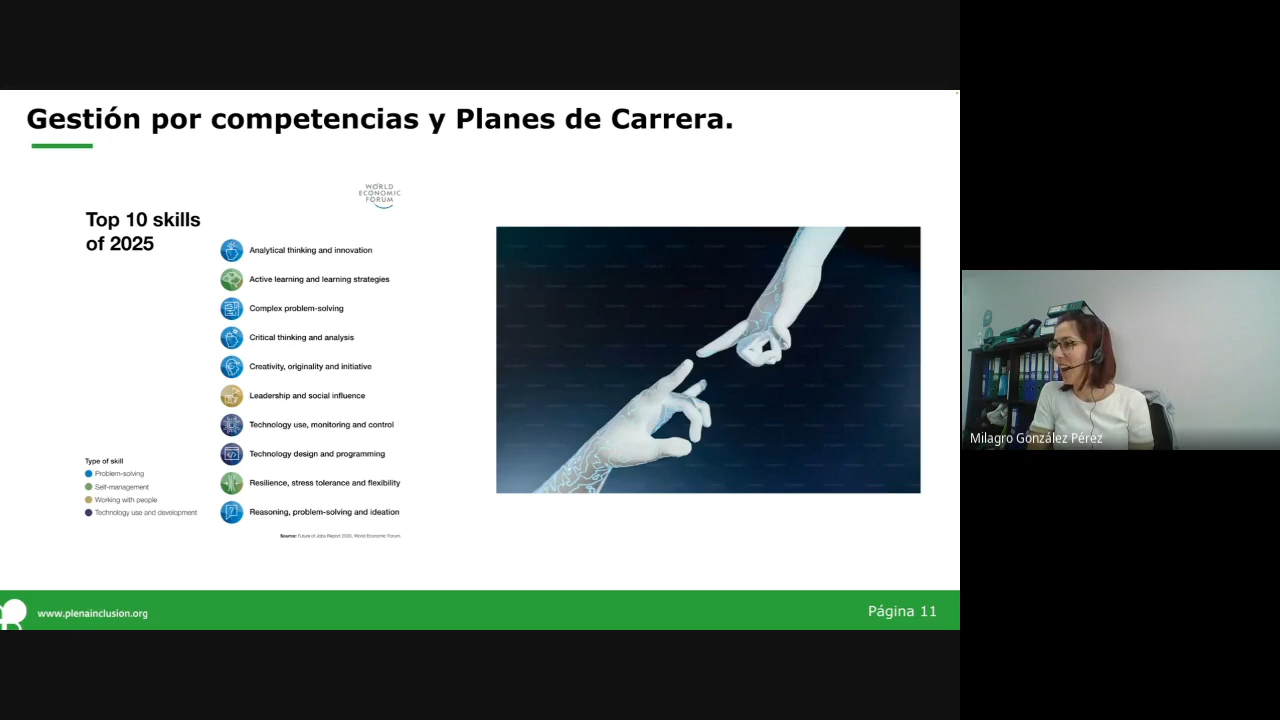 Gestión por competencias y Planes de Carrera.
WORLD
ECONOMIC
FORUM
Top 10 skills
of 2025
Analytical thinking and innovation
Active learning and learning strategies
Complex problem-solving
Critical thinking and analysis
Creativity, originality and initiative
Leadership and social influence
Technology use, monitoring and control
Technology design and programming
Resilience, stress tolerance and flexibility
Reasoning, problem-solving and ideation
Type of skill
Problem-solving
Self-management
Working with people
Technology use and development
Source: Future of Jobs Report 2020, World Economic Forum.
www.plenainclusion.org
Página 11
Milagro González Pérez